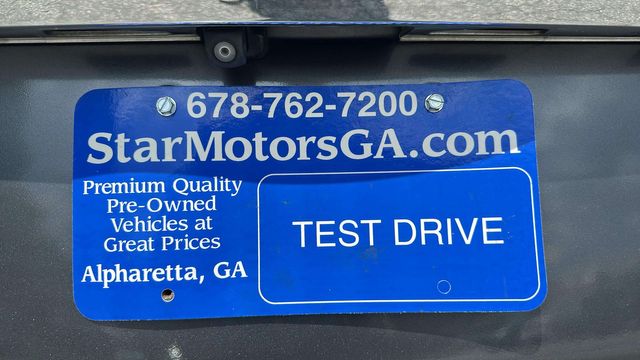 678-762-7200
StarMotorsGA.com
Premium Quality
Pre-Owned
Vehicles at
Great Prices
Alpharetta, GA
TEST DRIVE